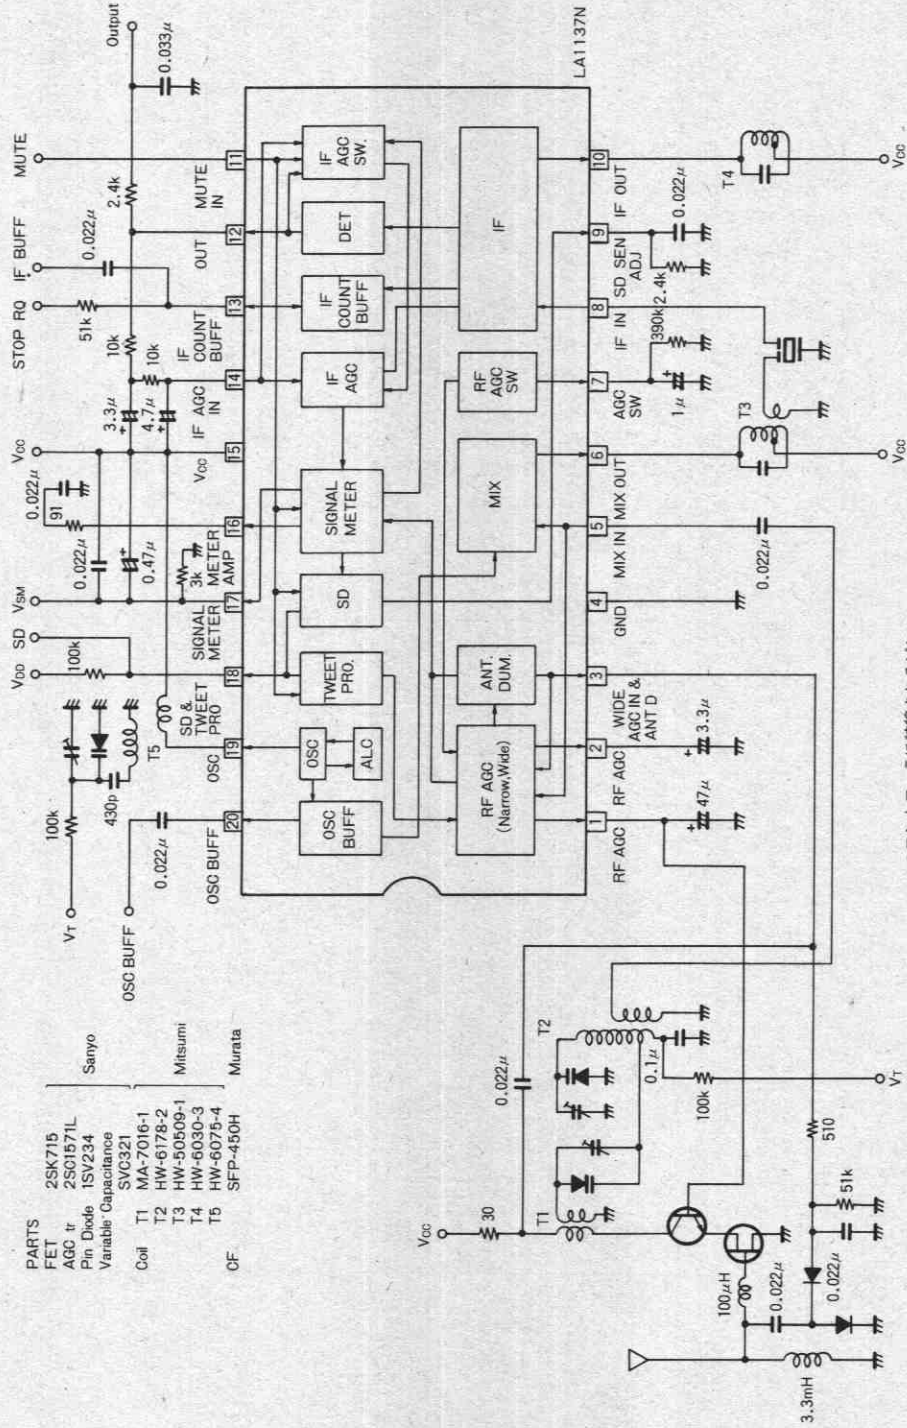 PARTS
FET 2SK715
AGC tr 2SC1571L
Pin Diode 1SV234
Variable Capacitance
SVC321
Sanyo
Coil T1 MA-7016-1
T2 HW-6178-2
T3 HW-50509-1
T4 HW-6030-3
T5 HW-6075-4
Mitsumi
CF SFP-450H Murata
VT
100k
OSC BUFF
0.022μ
430p
T5
VDD
SD
100k
VSM
0.022μ
0.47μ
3k
91
0.022μ
VCC
3.3μ
4.7μ
10k
10k
STOP RQ
51k
IF BUFF
0.022μ
2.4k
MUTE
Output
0.033μ
OSC BUFF
OSC
SD &
TWEET
PRO
SIGNAL
METER
METER
AMP
VCC
IF AGC
IN
IF
COUNT
BUFF
OUT
MUTE
IN
20
19
18
17
16
15
14
13
12
11
OSC
BUFF
OSC
ALC
TWEET
PRO.
SD
SIGNAL
METER
IF
AGC
IF
COUNT
BUFF
DET
IF
AGC
SW.
RF AGC
(Narrow,Wide)
ANT.
DUM.
MIX
RF
AGC
SW
IF
1
2
3
4
5
6
7
8
9
10
LA1137N
RF AGC
RF AGC
WIDE
AGC IN &
ANT D
GND
MIX IN
MIX OUT
AGC
SW
IF IN
SD SEN
ADJ
IF OUT
47μ
3.3μ
0.022μ
T3
VCC
1μ
390k
2.4k
0.022μ
T4
VCC
0.022μ
VCC
30
T1
T2
0.1μ
100k
VT
510
51k
0.022μ
100μH
0.022μ
3.3mH